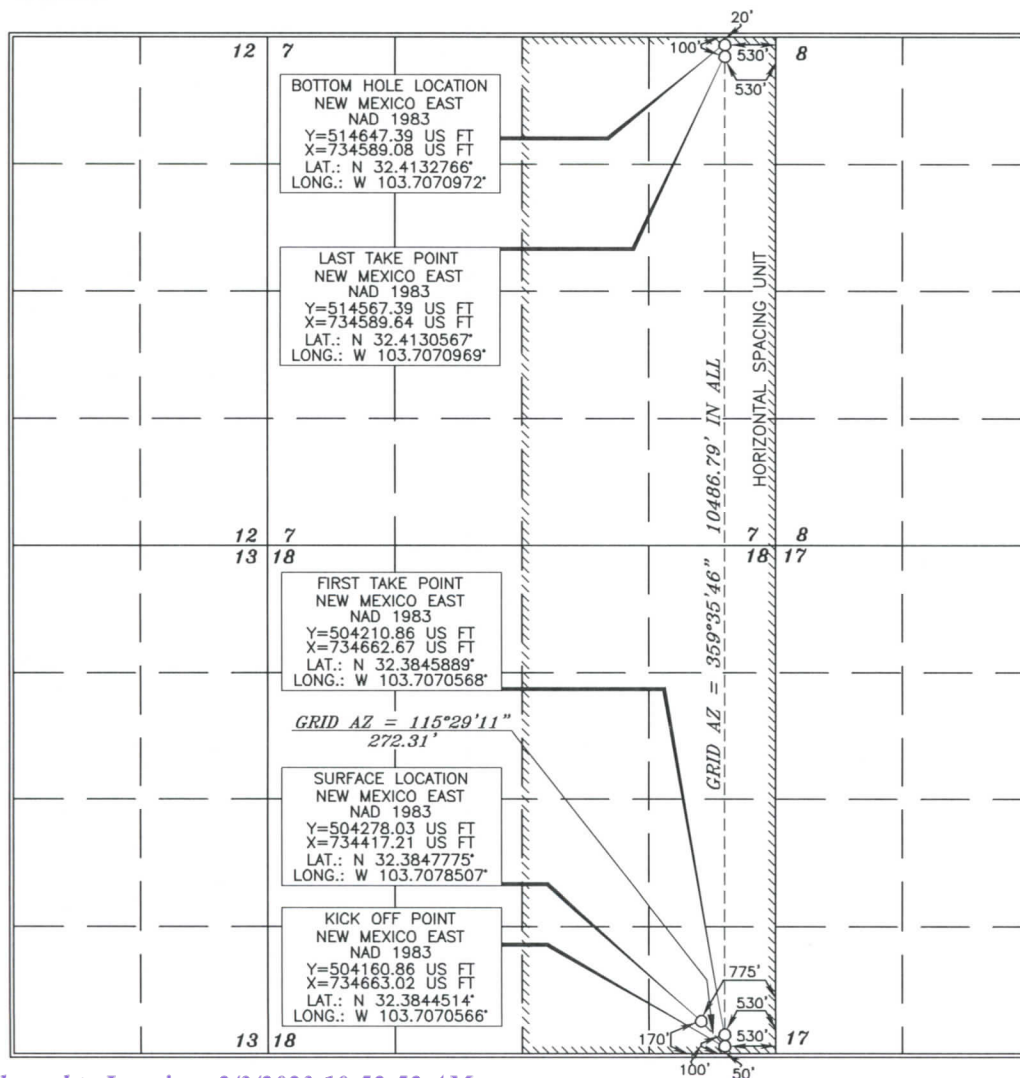 20'
12 7
100'
530'
8
530'
BOTTOM HOLE LOCATION
NEW MEXICO EAST
NAD 1983
Y=514647.39 US FT
X=734589.08 US FT
LAT.: N 32.4132766°
LONG.: W 103.7070972°
LAST TAKE POINT
NEW MEXICO EAST
NAD 1983
Y=514567.39 US FT
X=734589.64 US FT
LAT.: N 32.4130567°
LONG.: W 103.7070969°
HORIZONTAL SPACING UNIT
GRID AZ = 359°35'46" 10486.79' IN ALL
12 7
7 8
13 18
18 17
FIRST TAKE POINT
NEW MEXICO EAST
NAD 1983
Y=504210.86 US FT
X=734662.67 US FT
LAT.: N 32.3845889°
LONG.: W 103.7070568°
GRID AZ = 115°29'11"
272.31'
SURFACE LOCATION
NEW MEXICO EAST
NAD 1983
Y=504278.03 US FT
X=734417.21 US FT
LAT.: N 32.3847775°
LONG.: W 103.7078507°
KICK OFF POINT
NEW MEXICO EAST
NAD 1983
Y=504160.86 US FT
X=734663.02 US FT
LAT.: N 32.3844514°
LONG.: W 103.7070566°
775'
530'
170'
530'
13 18
17
100'
50'